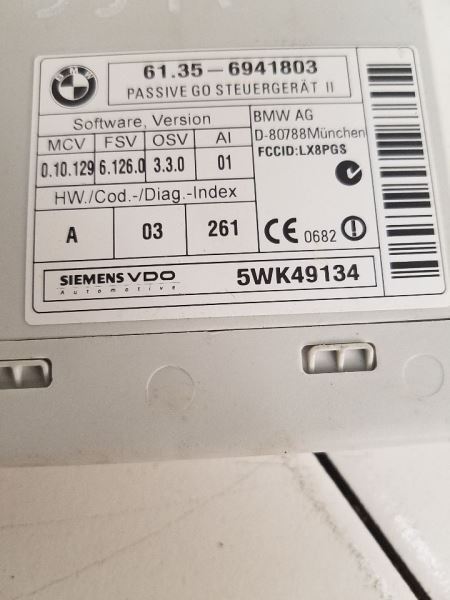 BMW
61.35-6941803
PASSIVE GO STEUERGERÄT II
Software, Version
MCV FSV OSV AI
0.10.129 6.126.0 3.3.0 01
HW./Cod.-/Diag.-Index
A 03 261
BMW AG
D-80788München
FCCID:LX8PGS
CE 0682
SIEMENS VDO
Automotive
5WK49134